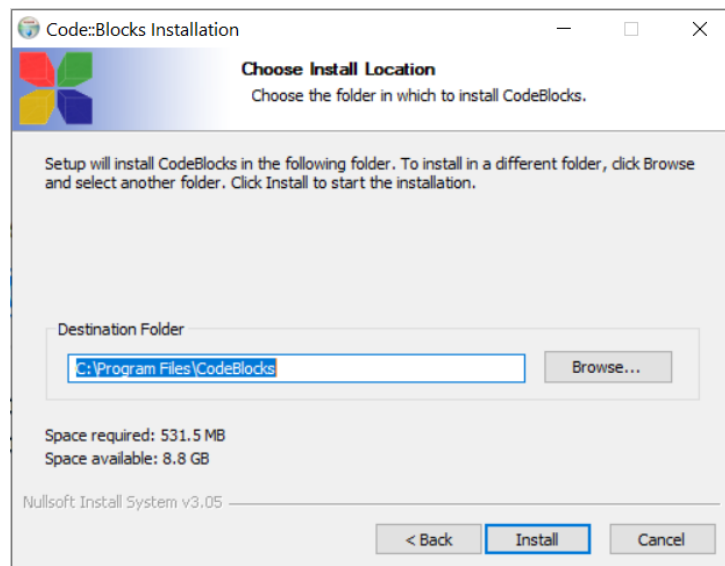 Code::Blocks Installation
Choose Install Location
Choose the folder in which to install CodeBlocks.
Setup will install CodeBlocks in the following folder. To install in a different folder, click Browse
and select another folder. Click Install to start the installation.
Destination Folder
C:\Program Files\CodeBlocks
Browse...
Space required: 531.5 MB
Space available: 8.8 GB
Nullsoft Install System v3.05
< Back
Install
Cancel